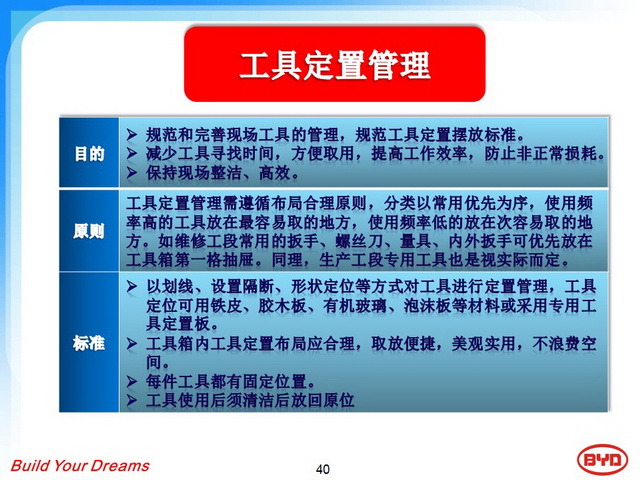 工具定置管理
目的
➢ 规范和完善现场工具的管理，规范工具定置摆放标准。
➢ 减少工具寻找时间，方便取用，提高工作效率，防止非正常损耗。
➢ 保持现场整洁、高效。
原则
工具定置管理需遵循布局合理原则，分类以常用优先为序，使用频
率高的工具放在最容易取的地方，使用频率低的放在次容易取的地
方。如维修工段常用的扳手、螺丝刀、量具、内外扳手可优先放在
工具箱第一格抽屉。同理，生产工段专用工具也是视实际而定。
标准
➢ 以划线、设置隔断、形状定位等方式对工具进行定置管理，工具
定位可用铁皮、胶木板、有机玻璃、泡沫板等材料或采用专用工
具定置板。
➢ 工具箱内工具定置布局应合理，取放便捷，美观实用，不浪费空
间。
➢ 每件工具都有固定位置。
➢ 工具使用后须清洁后放回原位
Build Your Dreams
40
BYD